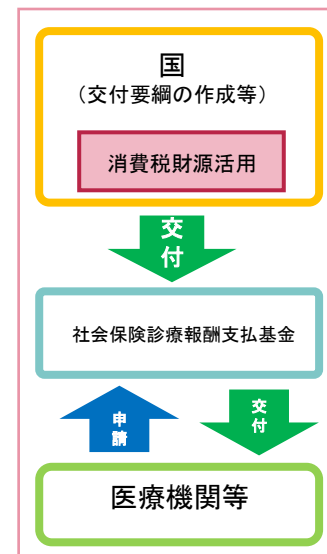 国
（交付要綱の作成等）
消費税財源活用
交
付
社会保険診療報酬支払基金
申
請
交
付
医療機関等